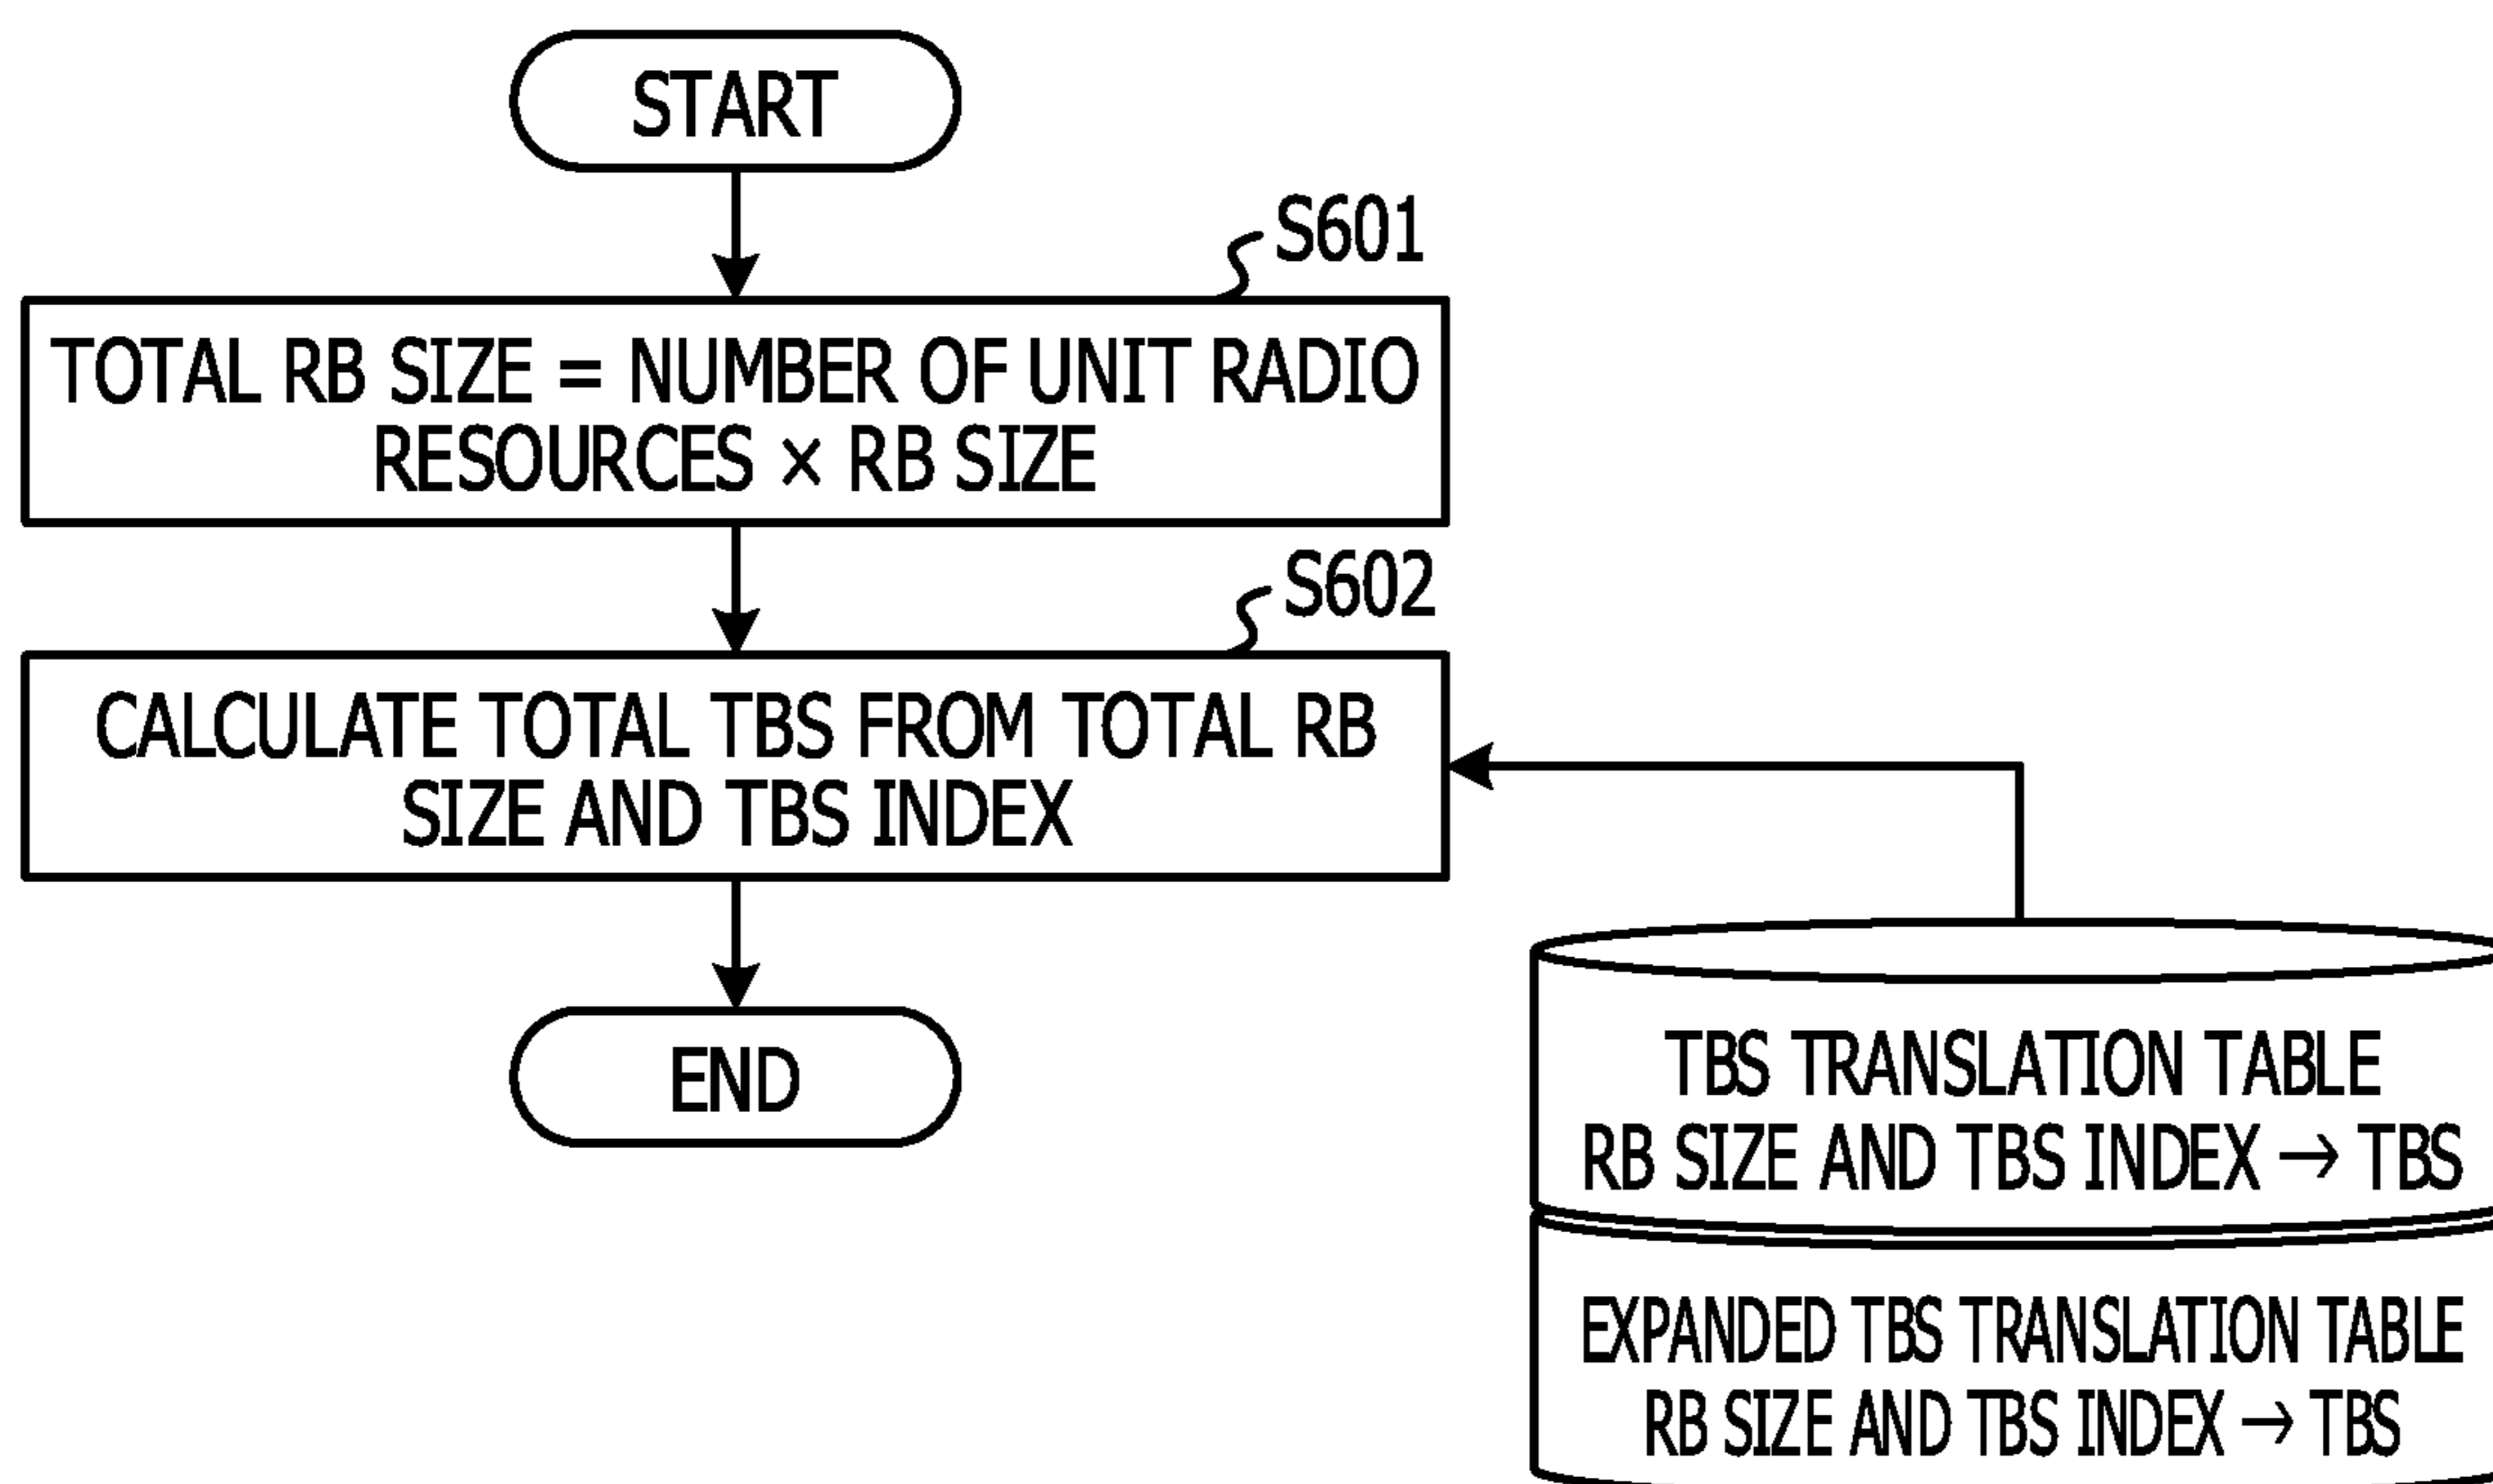 START
S601
TOTAL RB SIZE = NUMBER OF UNIT RADIO
RESOURCES × RB SIZE
S602
CALCULATE TOTAL TBS FROM TOTAL RB
SIZE AND TBS INDEX
END
TBS TRANSLATION TABLE
RB SIZE AND TBS INDEX → TBS
EXPANDED TBS TRANSLATION TABLE
RB SIZE AND TBS INDEX → TBS